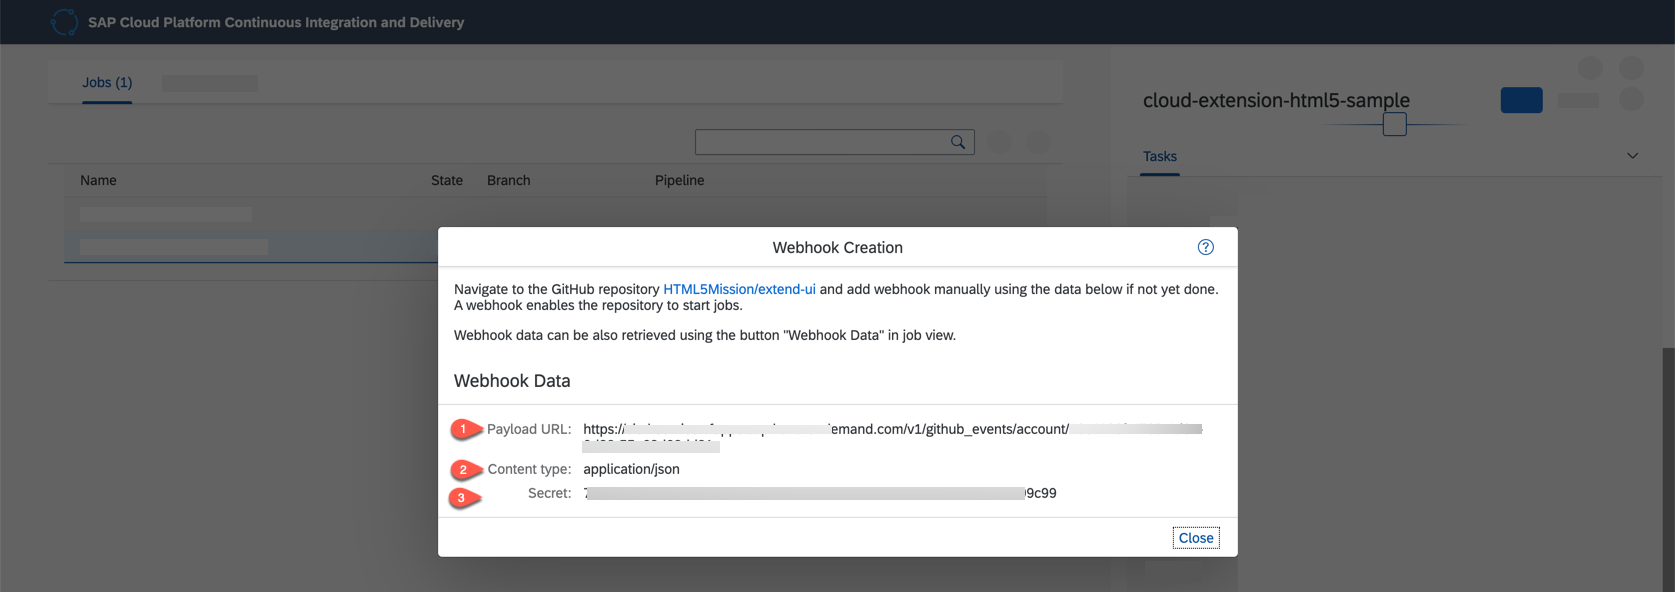 SAP Cloud Platform Continuous Integration and Delivery
Jobs (1)
cloud-extension-html5-sample
Tasks
Name State Branch Pipeline
Webhook Creation
Navigate to the GitHub repository HTML5Mission/extend-ui and add webhook manually using the data below if not yet done.
A webhook enables the repository to start jobs.
Webhook data can be also retrieved using the button "Webhook Data" in job view.
Webhook Data
1 Payload URL: https:// emand.com/v1/github_events/account/
2 Content type: application/json
3 Secret: 9c99
Close